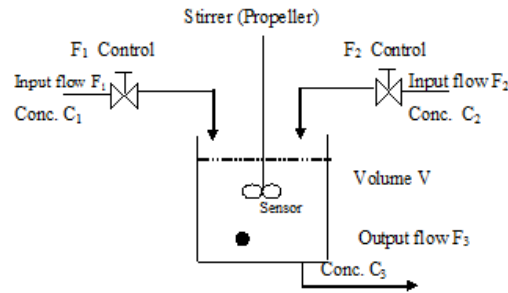 Stirrer (Propeller)
F1 Control
F2 Control
Input flow F1
Input flow F2
Conc. C1
Conc. C2
Volume V
Sensor
Output flow F3
Conc. C3